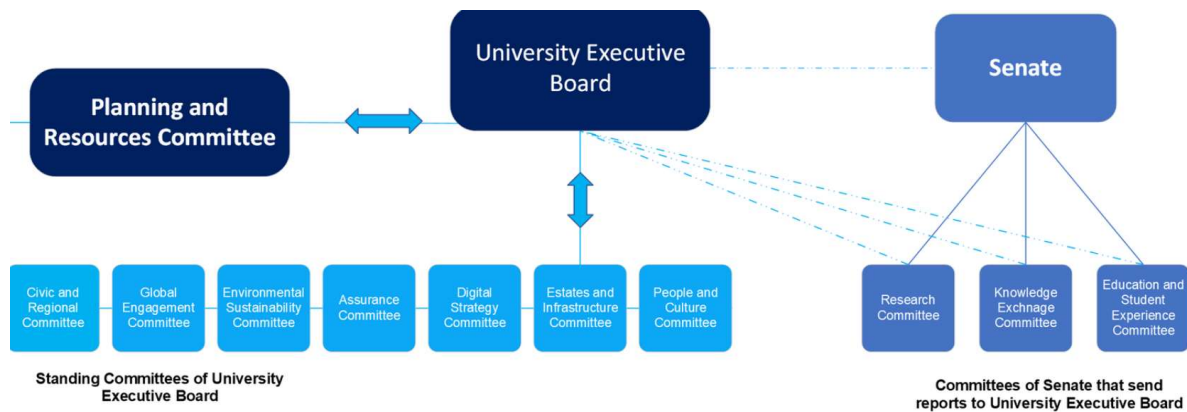 University Executive
Board
Senate
Planning and
Resources Committee
Civic and
Regional
Committee
Global
Engagement
Committee
Environmental
Sustainability
Committee
Assurance
Committee
Digital
Strategy
Committee
Estates and
Infrastructure
Committee
People and
Culture
Committee
Research
Committee
Knowledge
Exchnage
Committee
Education and
Student
Experience
Committee
Standing Committees of University
Executive Board
Committees of Senate that send
reports to University Executive Board